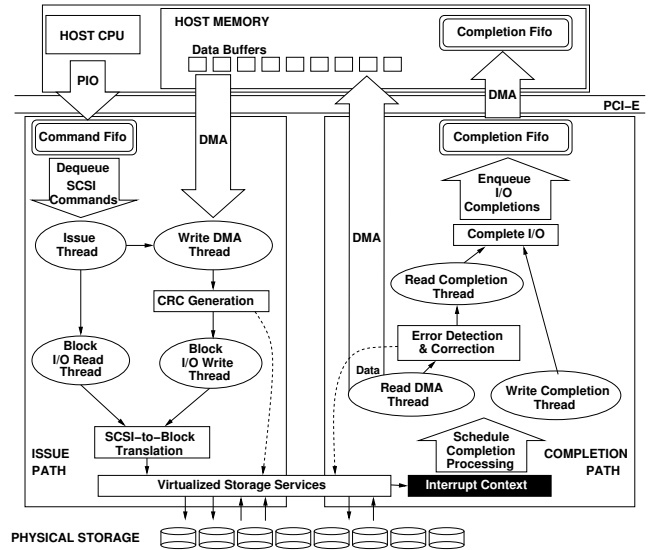 HOST MEMORY
HOST CPU
Completion Fifo
Data Buffers
PIO
DMA
PCI−E
Command Fifo
DMA
Completion Fifo
Dequeue
SCSI
Commands
Enqueue
I/O
Completions
Issue
Thread
Write DMA
Thread
DMA
Complete I/O
Read Completion
Thread
CRC Generation
Block
I/O Read
Thread
Block
I/O Write
Thread
Error Detection
& Correction
Data
Read DMA
Thread
Write Completion
Thread
SCSI−to−Block
Translation
Schedule
Completion
Processing
ISSUE
PATH
COMPLETION
PATH
Virtualized Storage Services
Interrupt Context
PHYSICAL STORAGE